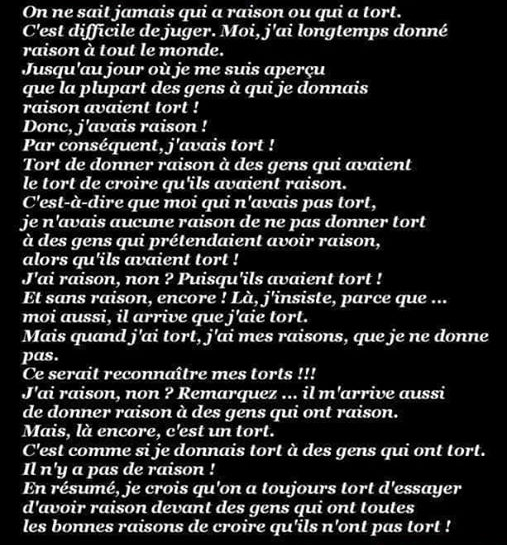 On ne sait jamais qui a raison ou qui a tort.
C'est difficile de juger. Moi, j'ai longtemps donné
raison à tout le monde.
Jusqu'au jour où je me suis aperçu
que la plupart des gens à qui je donnais
raison avaient tort !
Donc, j'avais raison !
Par conséquent, j'avais tort !
Tort de donner raison à des gens qui avaient
le tort de croire qu'ils avaient raison.
C'est-à-dire que moi qui n'avais pas tort,
je n'avais aucune raison de ne pas donner tort
à des gens qui prétendaient avoir raison,
alors qu'ils avaient tort !
J'ai raison, non ? Puisqu'ils avaient tort !
Et sans raison, encore ! Là, j'insiste, parce que ...
moi aussi, il arrive que j'aie tort.
Mais quand j'ai tort, j'ai mes raisons, que je ne donne
pas.
Ce serait reconnaître mes torts !!!
J'ai raison, non ? Remarquez ... il m'arrive aussi
de donner raison à des gens qui ont raison.
Mais, là encore, c'est un tort.
C'est comme si je donnais tort à des gens qui ont tort.
Il n'y a pas de raison !
En résumé, je crois qu'on a toujours tort d'essayer
d'avoir raison devant des gens qui ont toutes
les bonnes raisons de croire qu'ils n'ont pas tort !